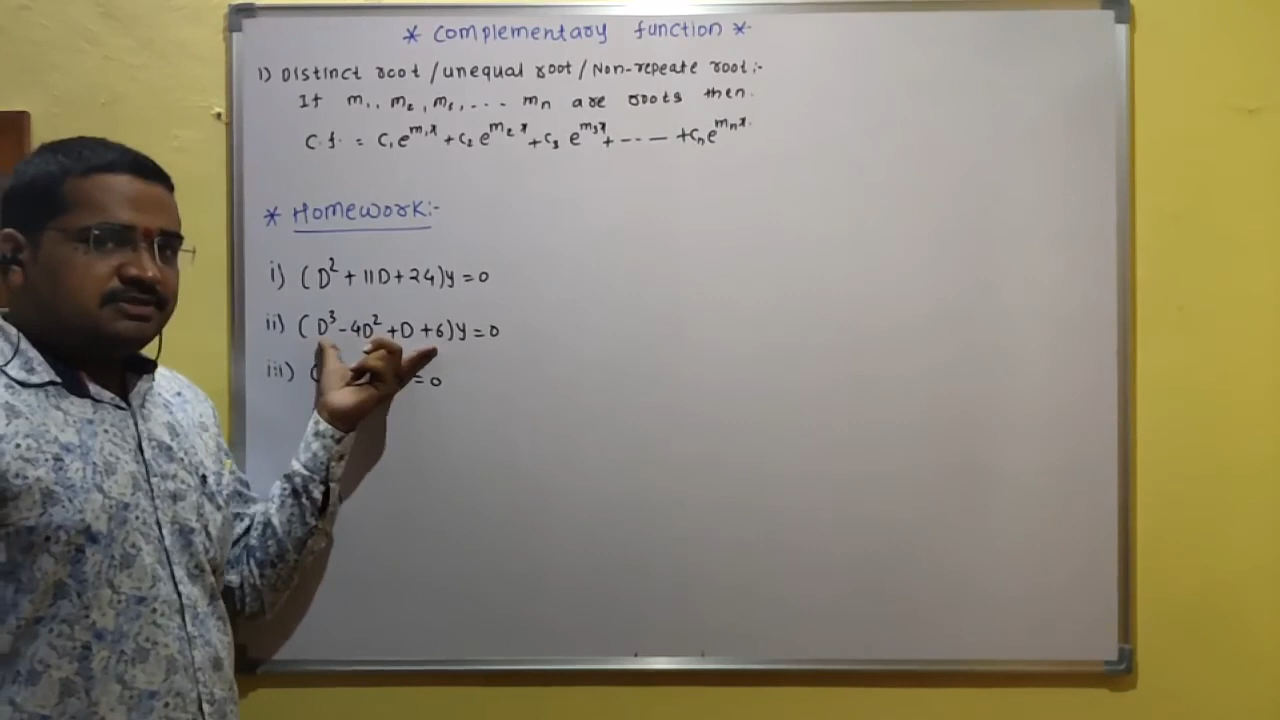 * Complementary function *
1) Distinct root / unequal root / Non-repeate root:-
If m₁, m₂, m₃, --- mₙ are roots then.
C.f. = C₁e^{m₁x} + C₂e^{m₂x} + C₃e^{m₃x} + ---- + Cₙe^{mₙx}.
* Homework:-
i) (D² + 11D + 24)y = 0
ii) (D³ - 4D² + D + 6)y = 0
iii) ( = 0